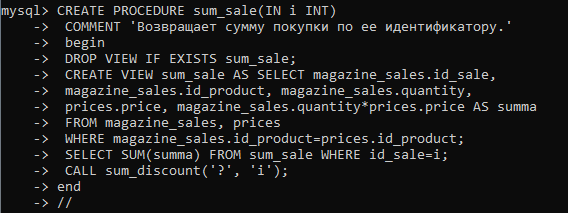 mysql> CREATE PROCEDURE sum_sale(IN i INT)
    -> COMMENT 'Возвращает сумму покупки по ее идентификатору.'
    -> begin
    -> DROP VIEW IF EXISTS sum_sale;
    -> CREATE VIEW sum_sale AS SELECT magazine_sales.id_sale,
    -> magazine_sales.id_product, magazine_sales.quantity,
    -> prices.price, magazine_sales.quantity*prices.price AS summa
    -> FROM magazine_sales, prices
    -> WHERE magazine_sales.id_product=prices.id_product;
    -> SELECT SUM(summa) FROM sum_sale WHERE id_sale=i;
    -> CALL sum_discount('?', 'i');
    -> end
    -> //